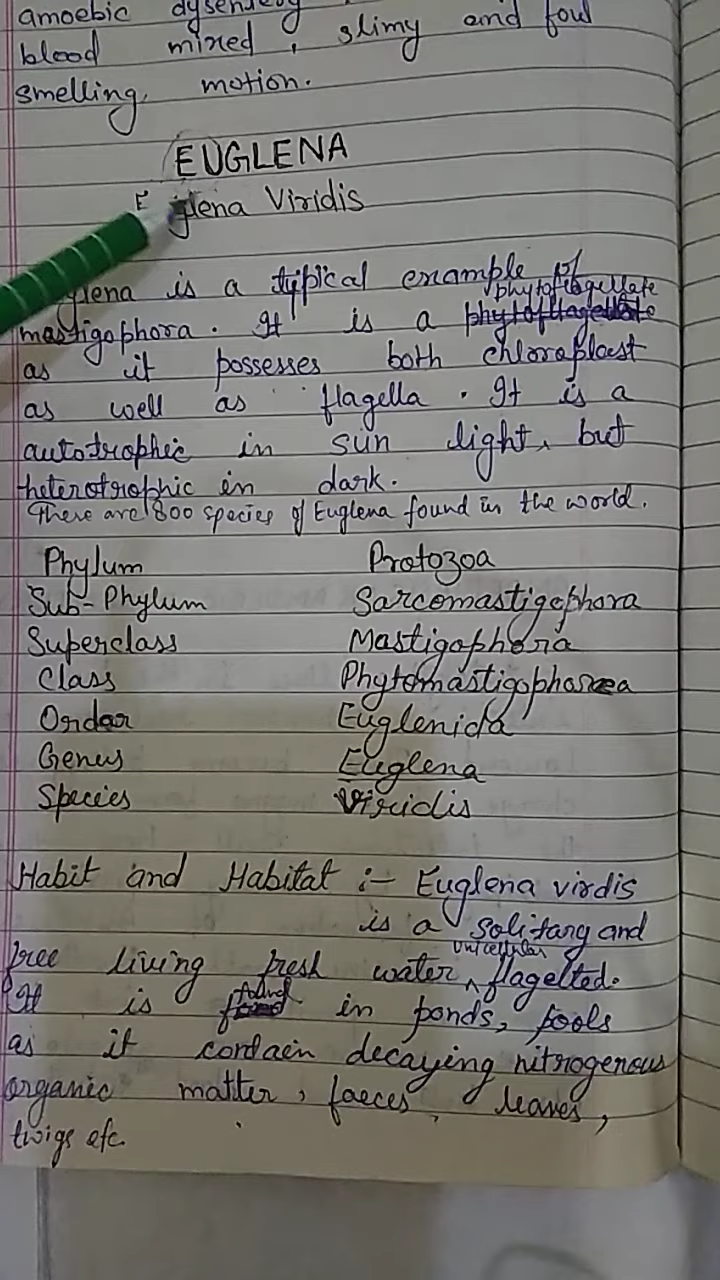 amoebic dysentery
blood mixed, slimy and foul
smelling, motion.
EUGLENA
Euglena Viridis
Euglena is a typical example of
mastigophora. It is a phytoflagellate
as it possesses both chloroplast
as well as flagella. It is a
autotrophic in sun light, but
heterotrophic in dark.
There are 800 species of Euglena found in the world.
Phylum Protozoa
Sub-Phylum Sarcomastigophora
Superclass Mastigophora
Class Phytomastigophorea
Order Euglenida
Genus Euglena
Species Viridis
Habit and Habitat :- Euglena virdis
is a solitary and
free living fresh water unicellular flagelted.
It is found in ponds, pools
as it contain decaying nitrogenous
organic matter, faeces, leaves,
twigs etc.